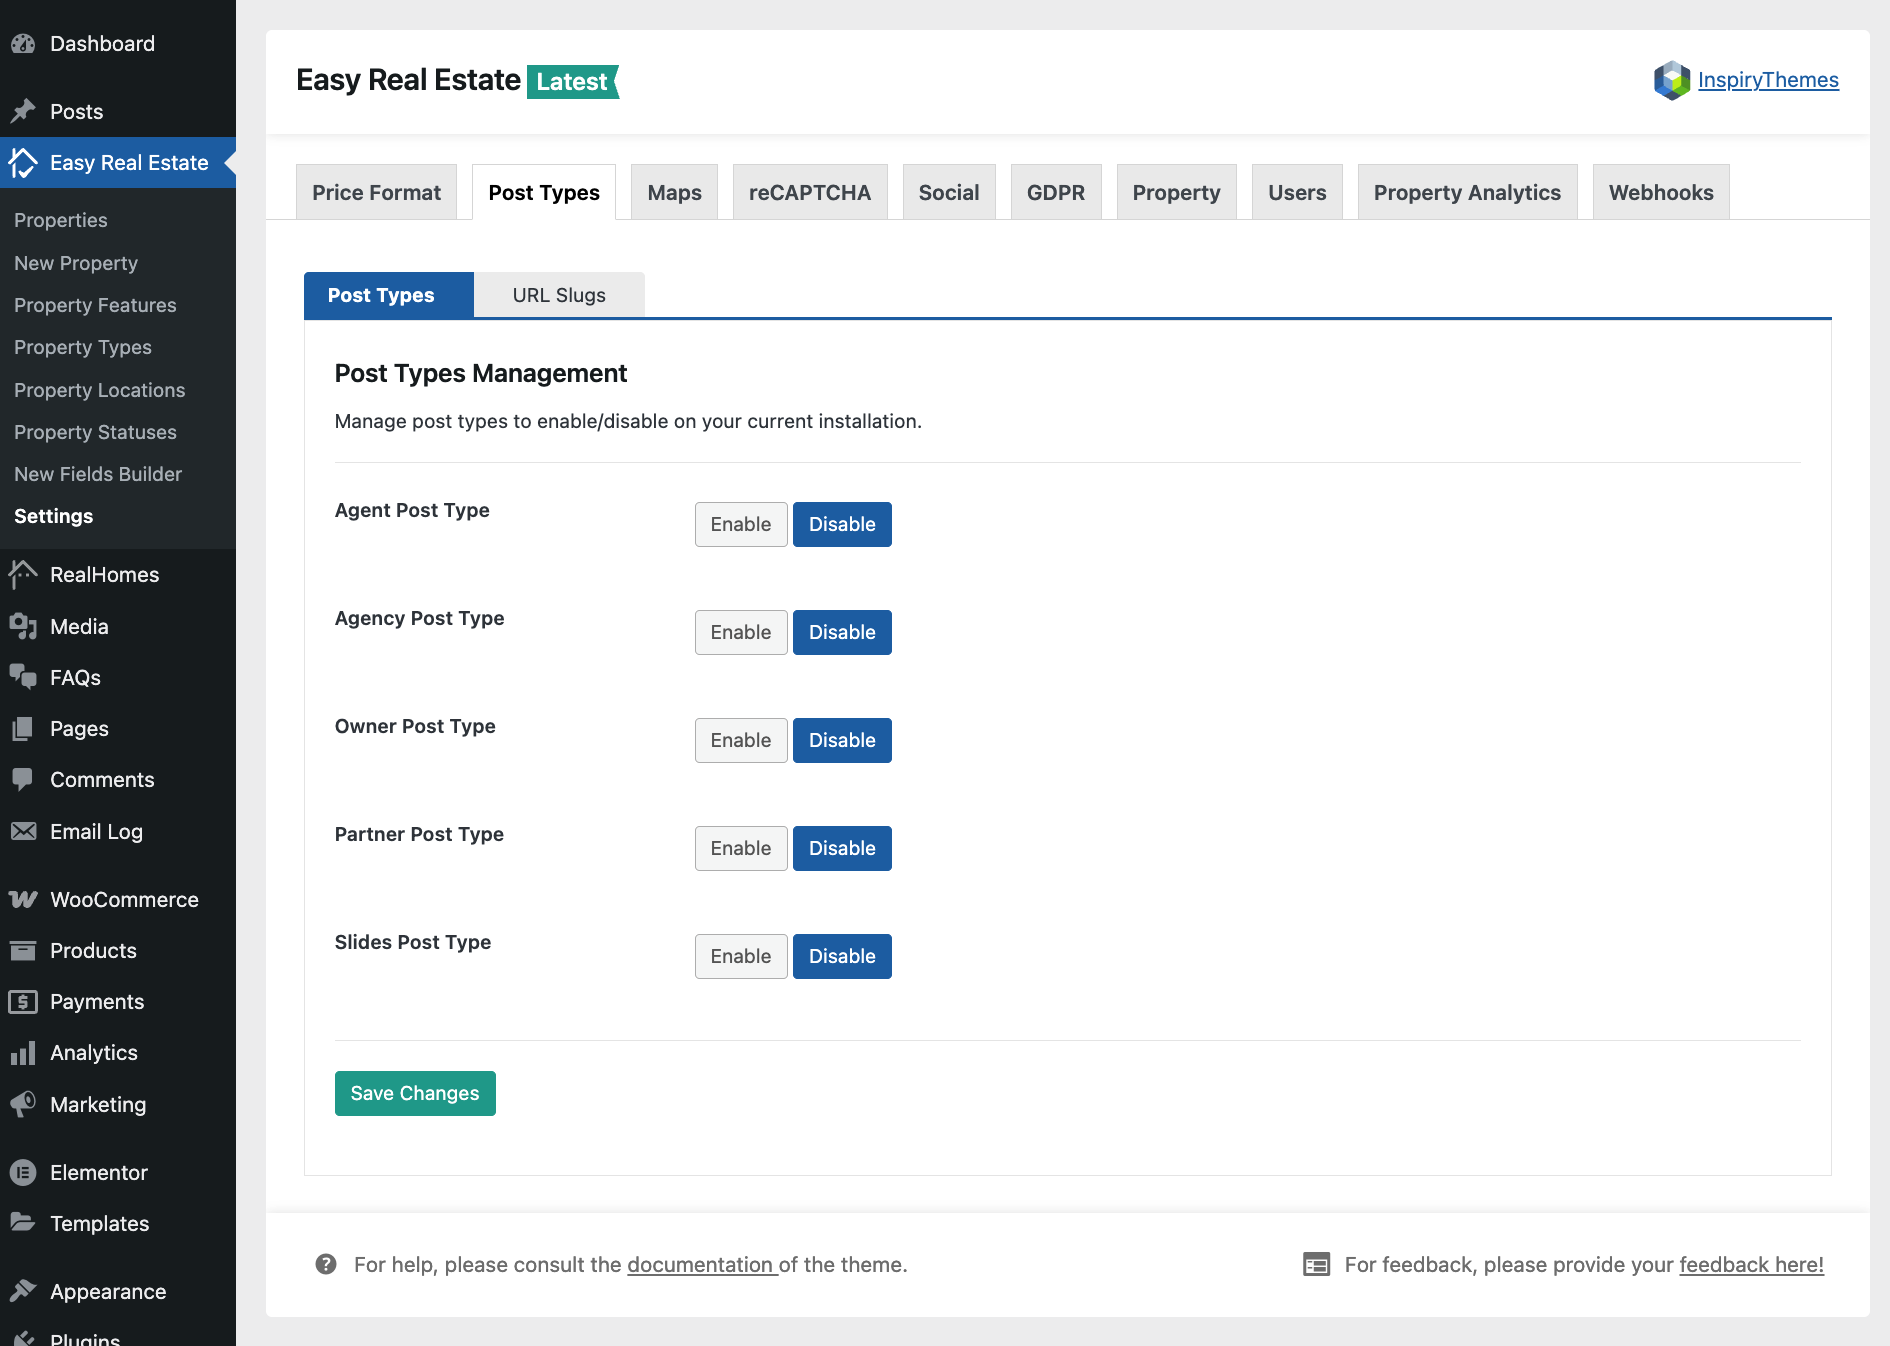 Dashboard
Posts
Easy Real Estate
Properties
New Property
Property Features
Property Types
Property Locations
Property Statuses
New Fields Builder
Settings
RealHomes
Media
FAQs
Pages
Comments
Email Log
WooCommerce
Products
Payments
Analytics
Marketing
Elementor
Templates
Appearance
Plugins
Easy Real Estate Latest
InspiryThemes
Price Format Post Types Maps reCAPTCHA Social GDPR Property Users Property Analytics Webhooks
Post Types URL Slugs
Post Types Management
Manage post types to enable/disable on your current installation.
Agent Post Type Enable Disable
Agency Post Type Enable Disable
Owner Post Type Enable Disable
Partner Post Type Enable Disable
Slides Post Type Enable Disable
Save Changes
For help, please consult the documentation of the theme.
For feedback, please provide your feedback here!